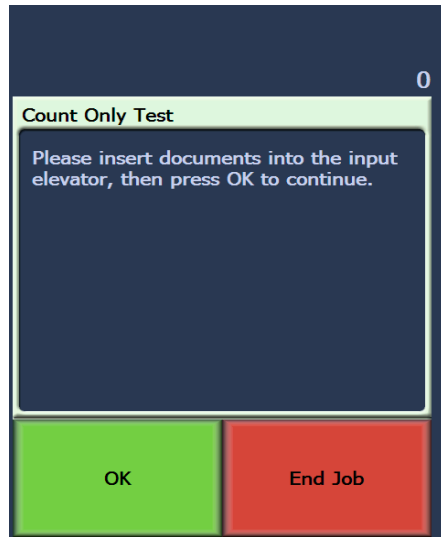 0
Count Only Test
Please insert documents into the input
elevator, then press OK to continue.
OK
End Job